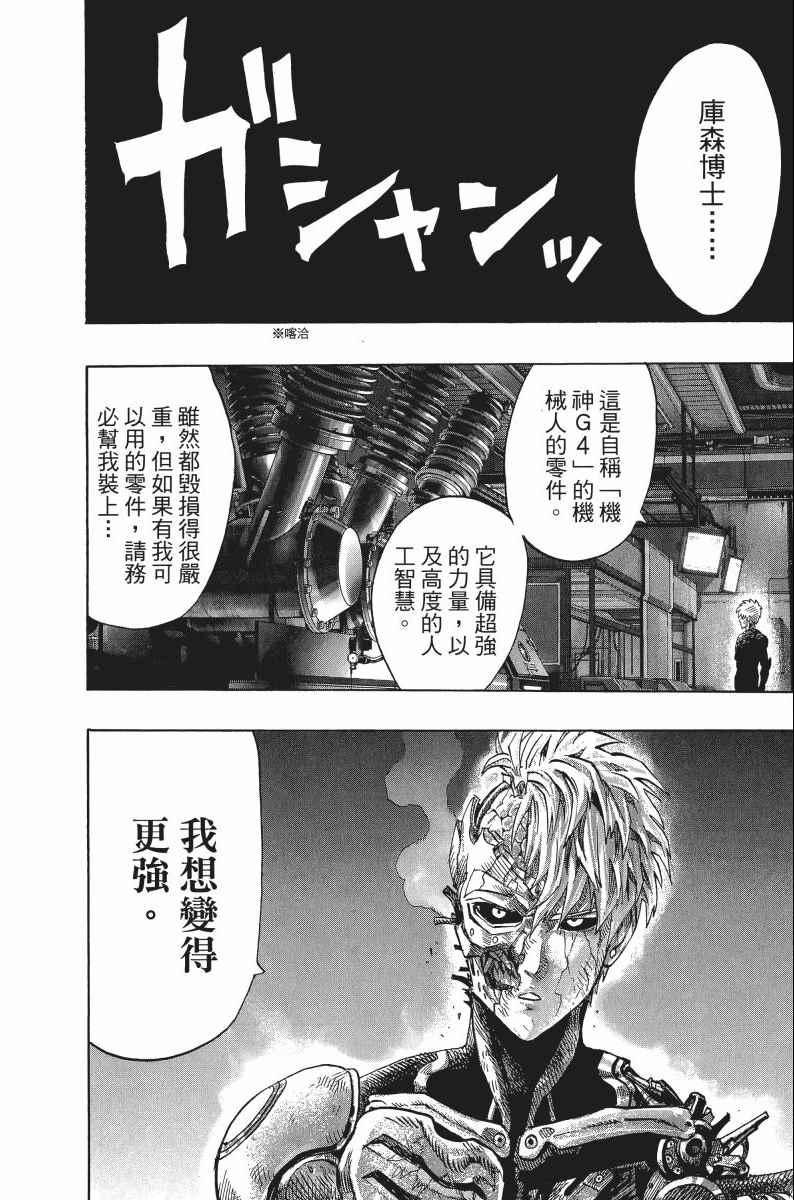 庫森博士……
ガシャンッ
※喀洽
這是自稱「機
神G4」的機
械人的零件。
它具備超強
的力量，以
及高度的人
工智慧。
雖然都毀損得很嚴
重，但如果有我可
以用的零件，請務
必幫我裝上…
我想變得
更強。